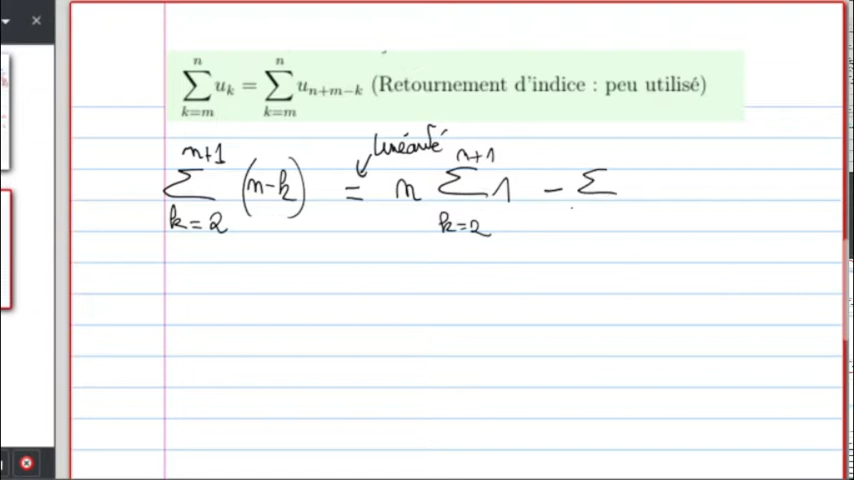 ∑_{k=m}^{n} u_k = ∑_{k=m}^{n} u_{n+m−k} (Retournement d'indice : peu utilisé)
linéarité
∑_{k=2}^{n+1} (n-k) = n ∑_{k=2}^{n+1} 1 - ∑